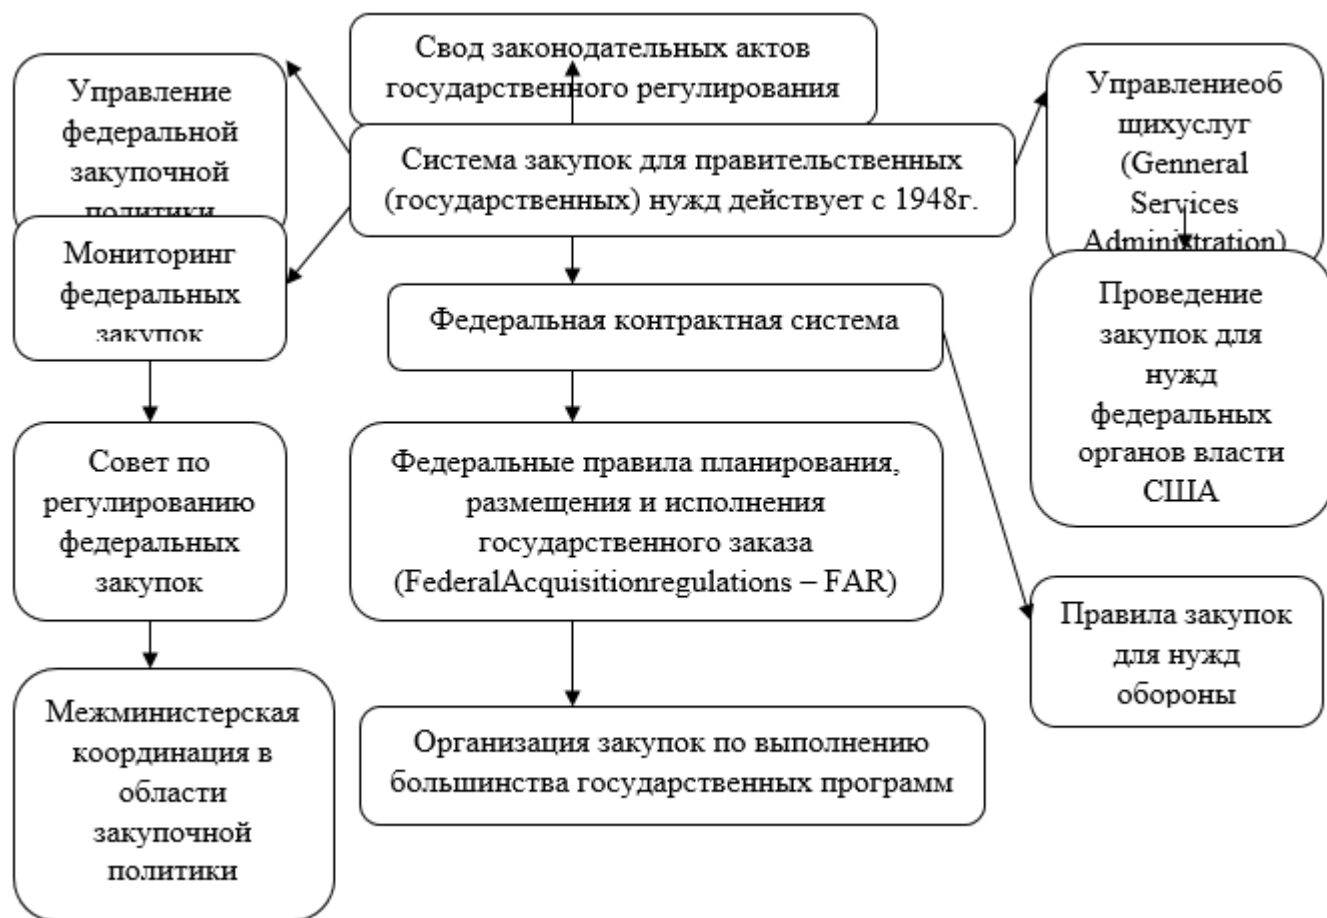 Свод законодательных актов
государственного регулирования
Управление
федеральной
закупочной
политики
Управлениеоб
щихуслуг
(Genneral
Services
Administration)
Система закупок для правительственных
(государственных) нужд действует с 1948г.
Мониторинг
федеральных
закупок
Федеральная контрактная система
Проведение
закупок для
нужд
федеральных
органов власти
США
Совет по
регулированию
федеральных
закупок
Федеральные правила планирования,
размещения и исполнения
государственного заказа
(FederalAcquisitionregulations – FAR)
Правила закупок
для нужд
обороны
Межминистерская
координация в
области
закупочной
политики
Организация закупок по выполнению
большинства государственных программ